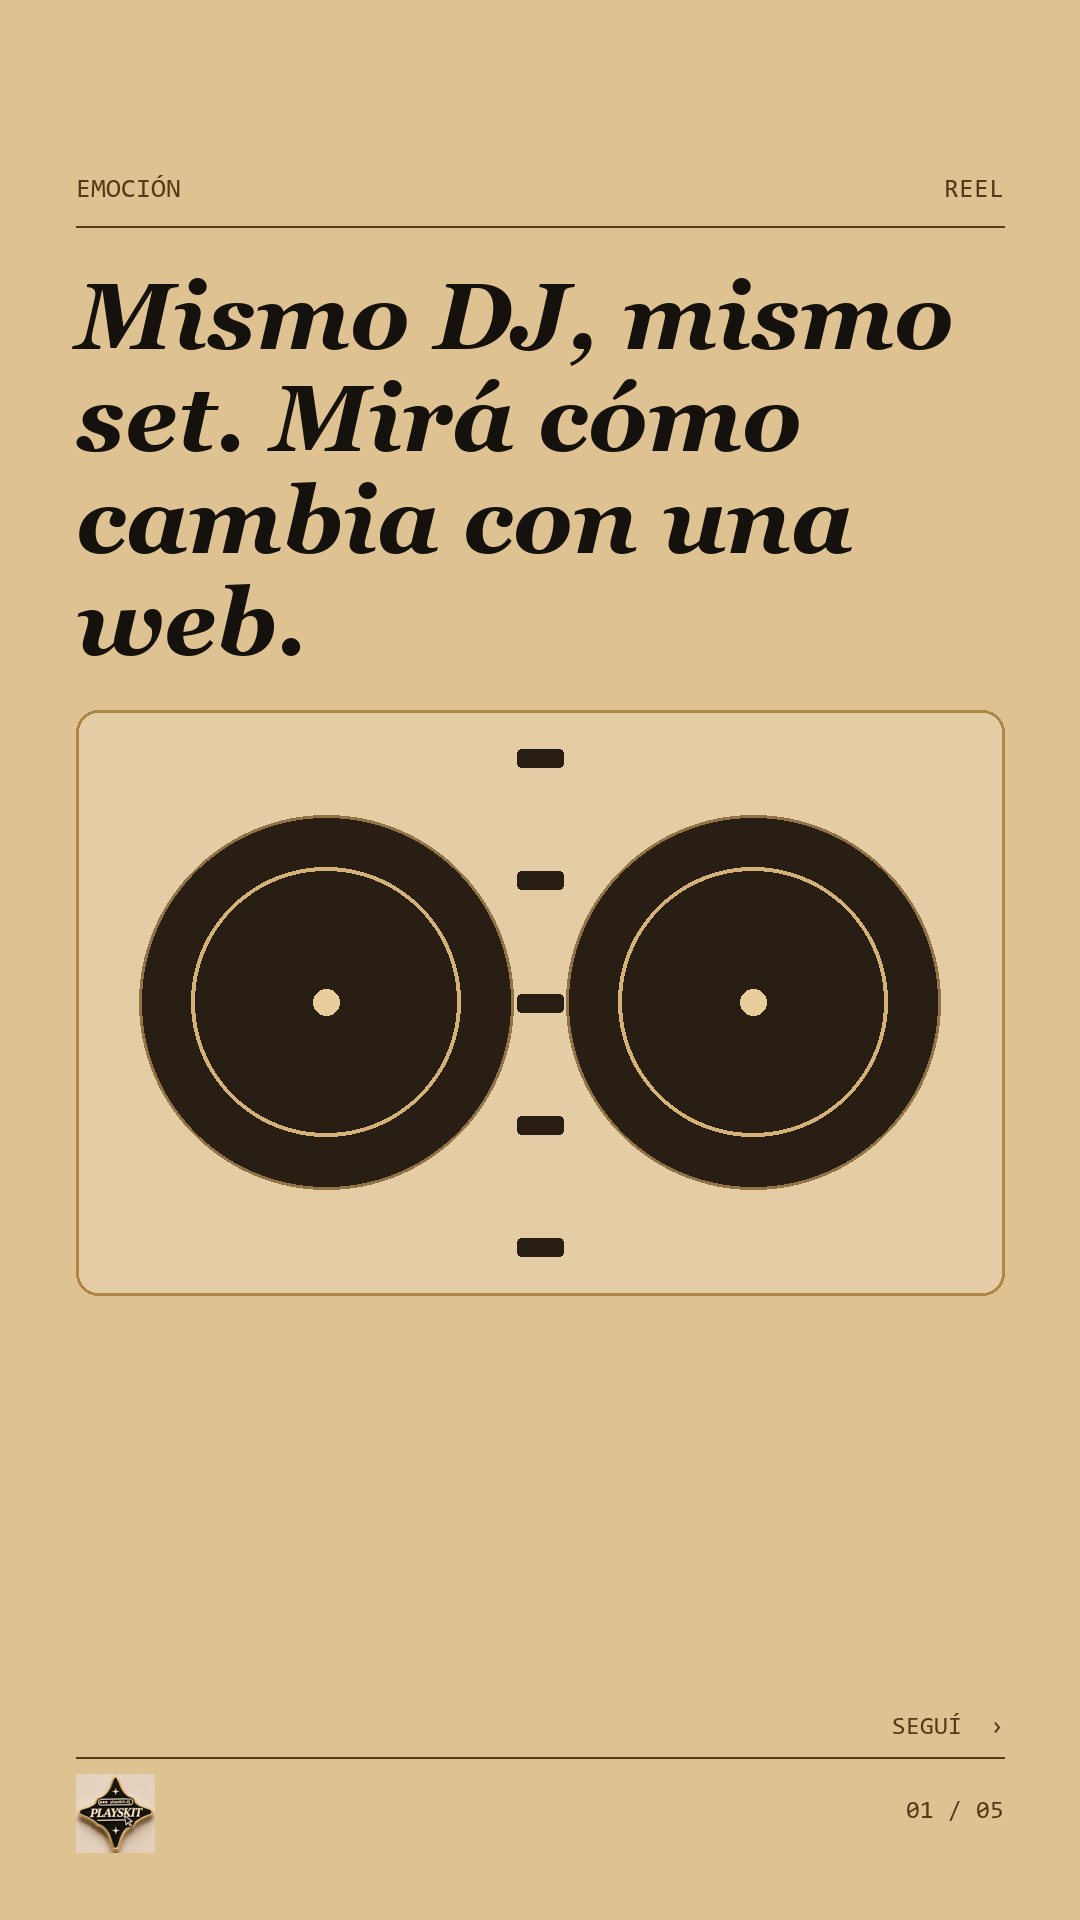 EMOCIÓN
REEL
Mismo DJ, mismo
set. Mirá cómo
cambia con una
web.
SEGUÍ ›
PLAYSKIT
01 / 05